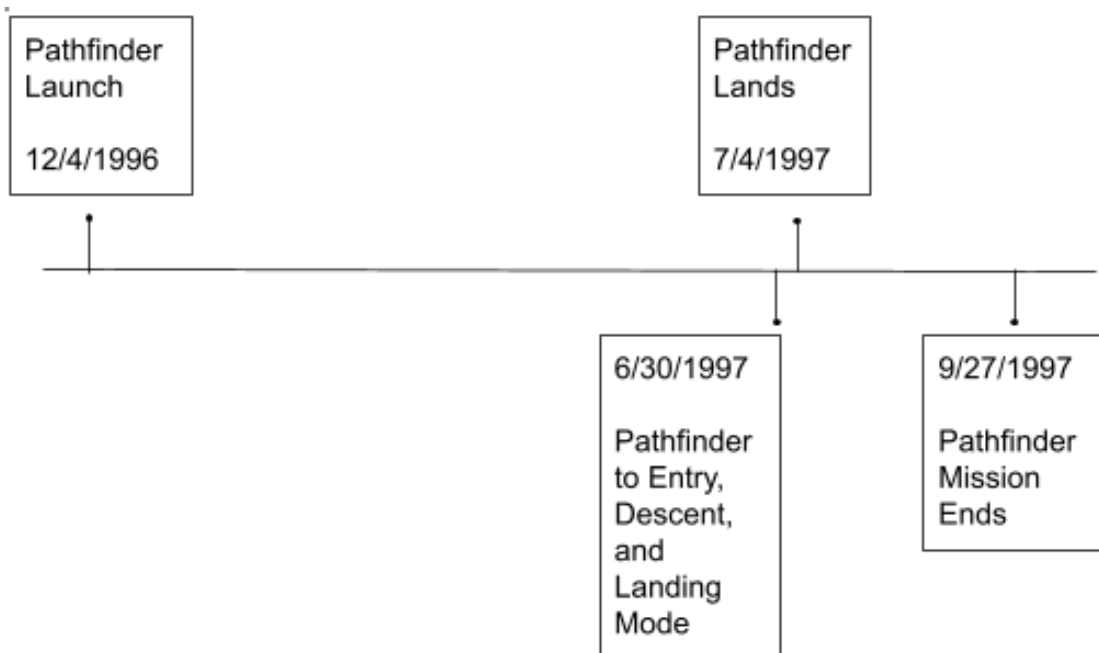 Pathfinder
Launch
12/4/1996
Pathfinder
Lands
7/4/1997
6/30/1997
Pathfinder
to Entry,
Descent,
and
Landing
Mode
9/27/1997
Pathfinder
Mission
Ends